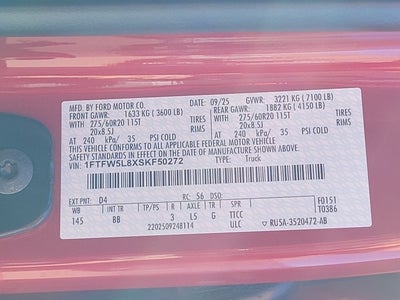 MFD. BY FORD MOTOR CO.
DATE: 09/25 GVWR: 3221 KG (7100 LB)
FRONT GAWR: 1633 KG (3600 LB) REAR GAWR: 1882 KG (4150 LB)
WITH WITH
275/60R20 115T TIRES 275/60R20 115T TIRES
20x8.5J RIMS 20x8.5J RIMS
AT 240 kPa/ 35 PSI COLD AT 240 kPa/ 35 PSI COLD
THIS VEHICLE CONFORMS TO ALL APPLICABLE FEDERAL MOTOR VEHICLE
SAFETY STANDARDS IN EFFECT ON THE DATE OF MANUFACTURE SHOWN ABOVE.
VIN: 1FTFW5L8XSKF50272 TYPE: Truck
EXT PNT: D4 RC: 56 DSO: F0151
WB INT TR TP/PS R AXLE TR SPR T0386
145 BB 3 L5 G TTCC
2202509248114 ULC RU5A-3520472-AB